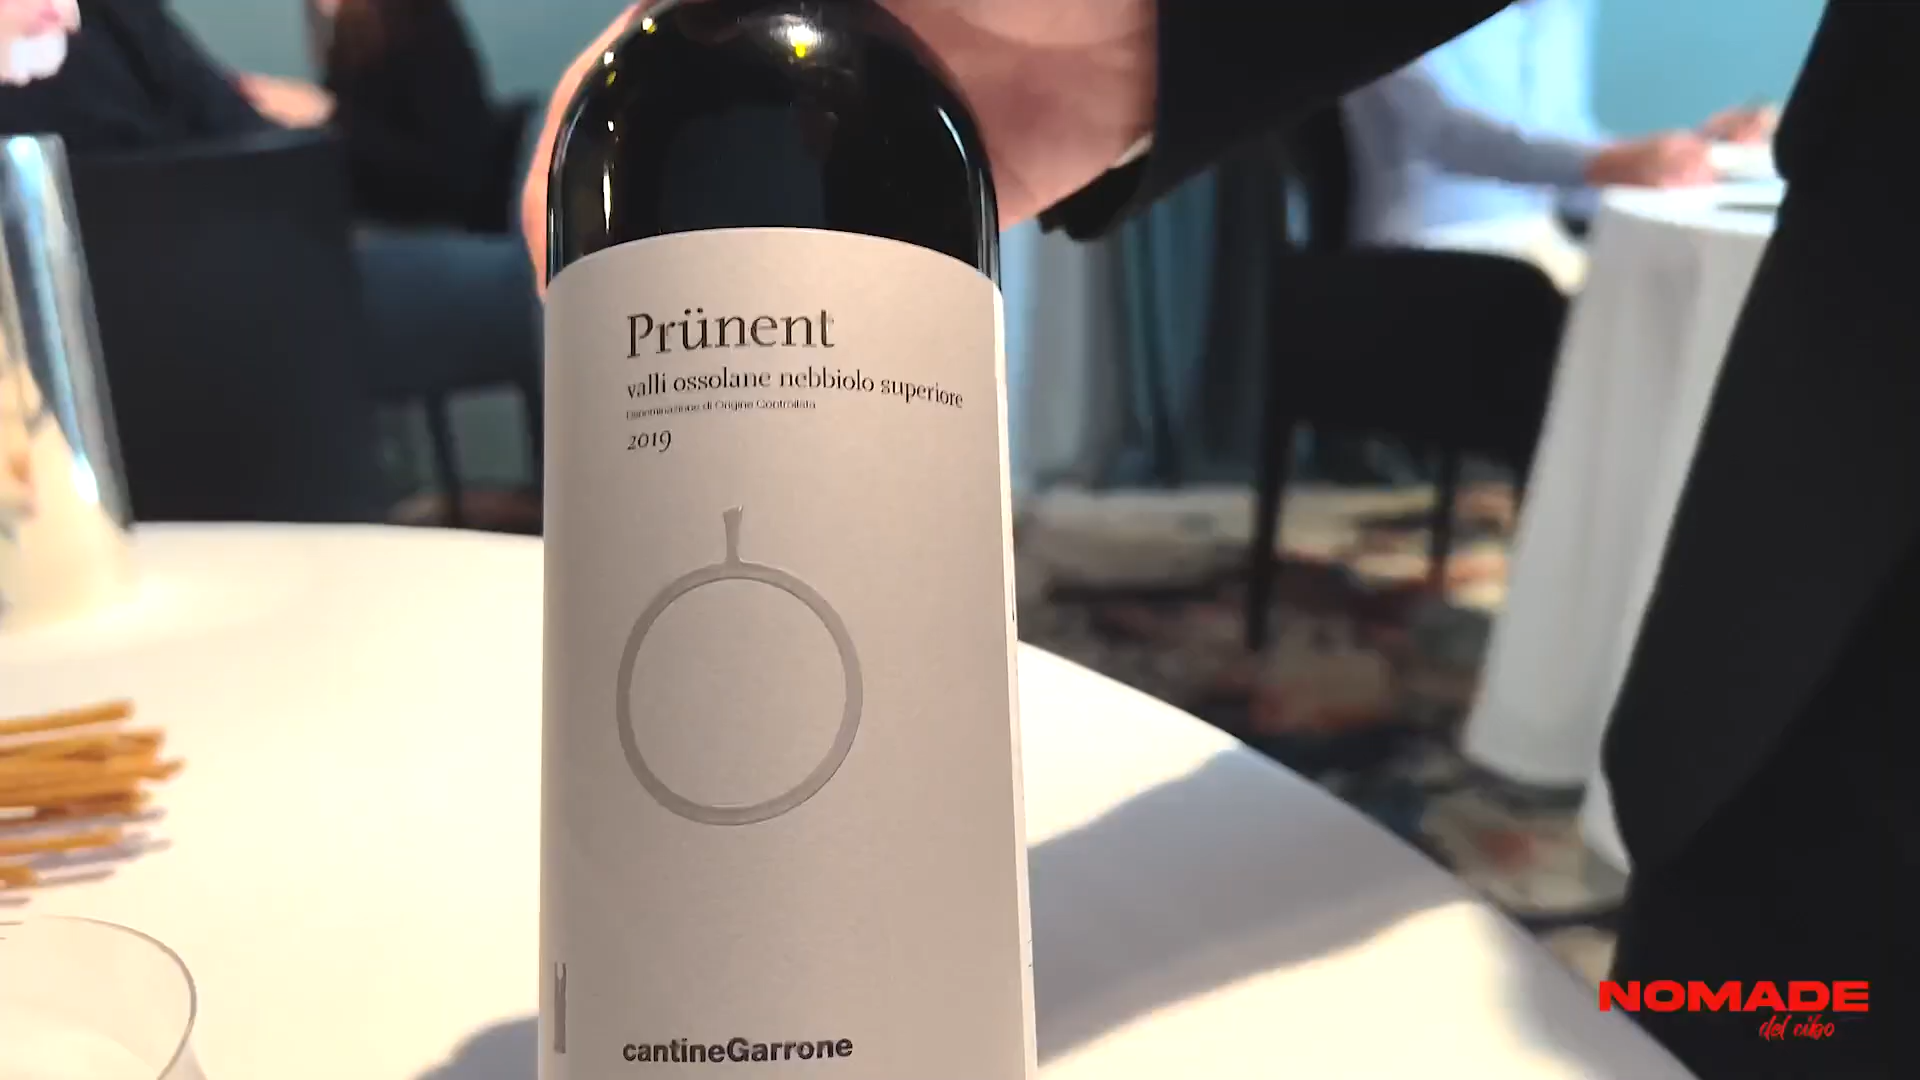 Prünent
valli ossolane nebbiolo superiore
Denominazione di Origine Controllata
2019
cantineGarrone
NOMADE
del cibo